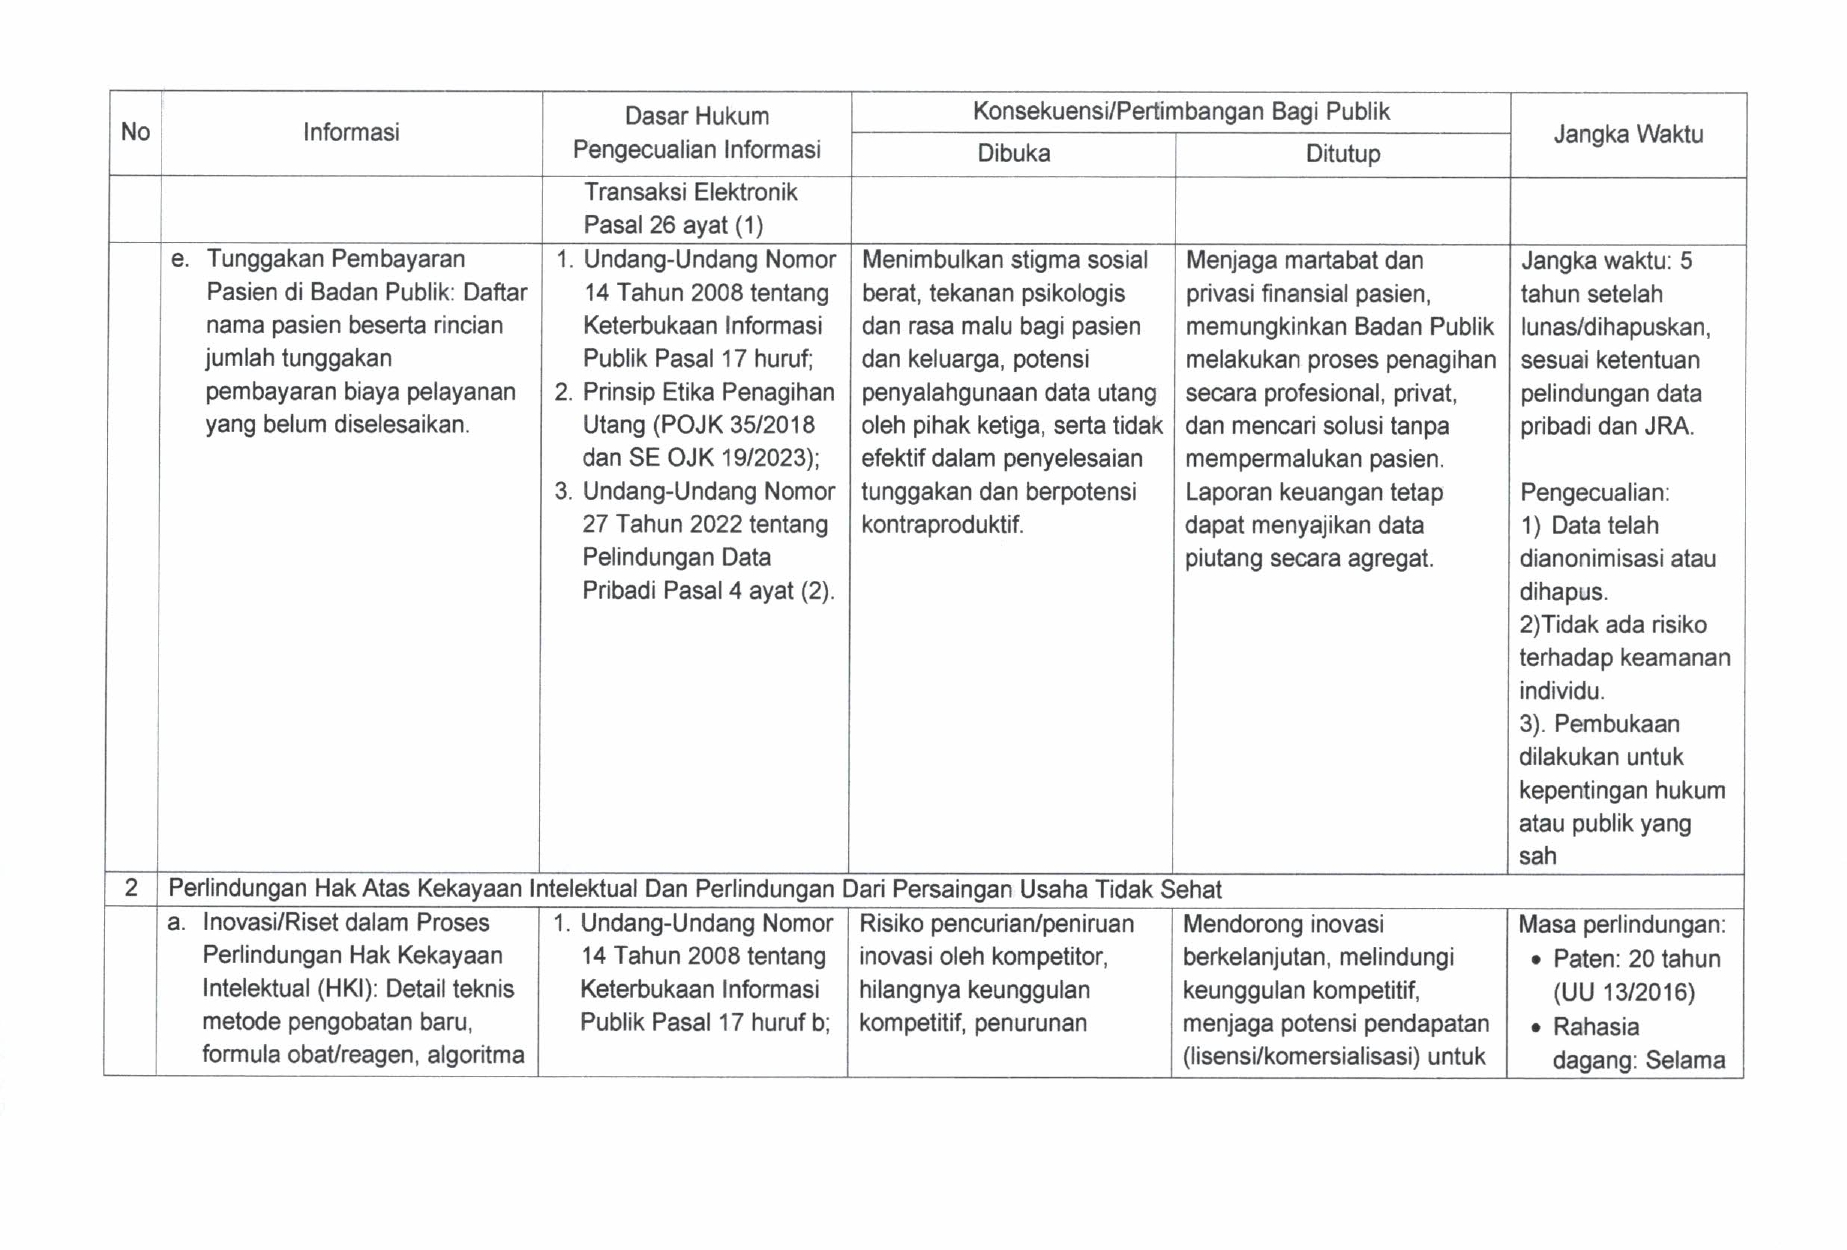 No
Informasi
Dasar Hukum
Pengecualian Informasi
Konsekuensi/Pertimbangan Bagi Publik
Dibuka
Ditutup
Jangka Waktu
Transaksi Elektronik
Pasal 26 ayat (1)
e. Tunggakan Pembayaran
Pasien di Badan Publik: Daftar
nama pasien beserta rincian
jumlah tunggakan
pembayaran biaya pelayanan
yang belum diselesaikan.
1. Undang-Undang Nomor
14 Tahun 2008 tentang
Keterbukaan Informasi
Publik Pasal 17 huruf;
2. Prinsip Etika Penagihan
Utang (POJK 35/2018
dan SE OJK 19/2023);
3. Undang-Undang Nomor
27 Tahun 2022 tentang
Pelindungan Data
Pribadi Pasal 4 ayat (2).
Menimbulkan stigma sosial
berat, tekanan psikologis
dan rasa malu bagi pasien
dan keluarga, potensi
penyalahgunaan data utang
oleh pihak ketiga, serta tidak
efektif dalam penyelesaian
tunggakan dan berpotensi
kontraproduktif.
Menjaga martabat dan
privasi finansial pasien,
memungkinkan Badan Publik
melakukan proses penagihan
secara profesional, privat,
dan mencari solusi tanpa
mempermalukan pasien.
Laporan keuangan tetap
dapat menyajikan data
piutang secara agregat.
Jangka waktu: 5
tahun setelah
lunas/dihapuskan,
sesuai ketentuan
pelindungan data
pribadi dan JRA.
Pengecualian:
1) Data telah
dianonimisasi atau
dihapus.
2)Tidak ada risiko
terhadap keamanan
individu.
3). Pembukaan
dilakukan untuk
kepentingan hukum
atau publik yang
sah
2 Perlindungan Hak Atas Kekayaan Intelektual Dan Perlindungan Dari Persaingan Usaha Tidak Sehat
a. Inovasi/Riset dalam Proses
Perlindungan Hak Kekayaan
Intelektual (HKI): Detail teknis
metode pengobatan baru,
formula obat/reagen, algoritma
1. Undang-Undang Nomor
14 Tahun 2008 tentang
Keterbukaan Informasi
Publik Pasal 17 huruf b;
Risiko pencurian/peniruan
inovasi oleh kompetitor,
hilangnya keunggulan
kompetitif, penurunan
Mendorong inovasi
berkelanjutan, melindungi
keunggulan kompetitif,
menjaga potensi pendapatan
(lisensi/komersialisasi) untuk
Masa perlindungan:
• Paten: 20 tahun
(UU 13/2016)
• Rahasia
dagang: Selama